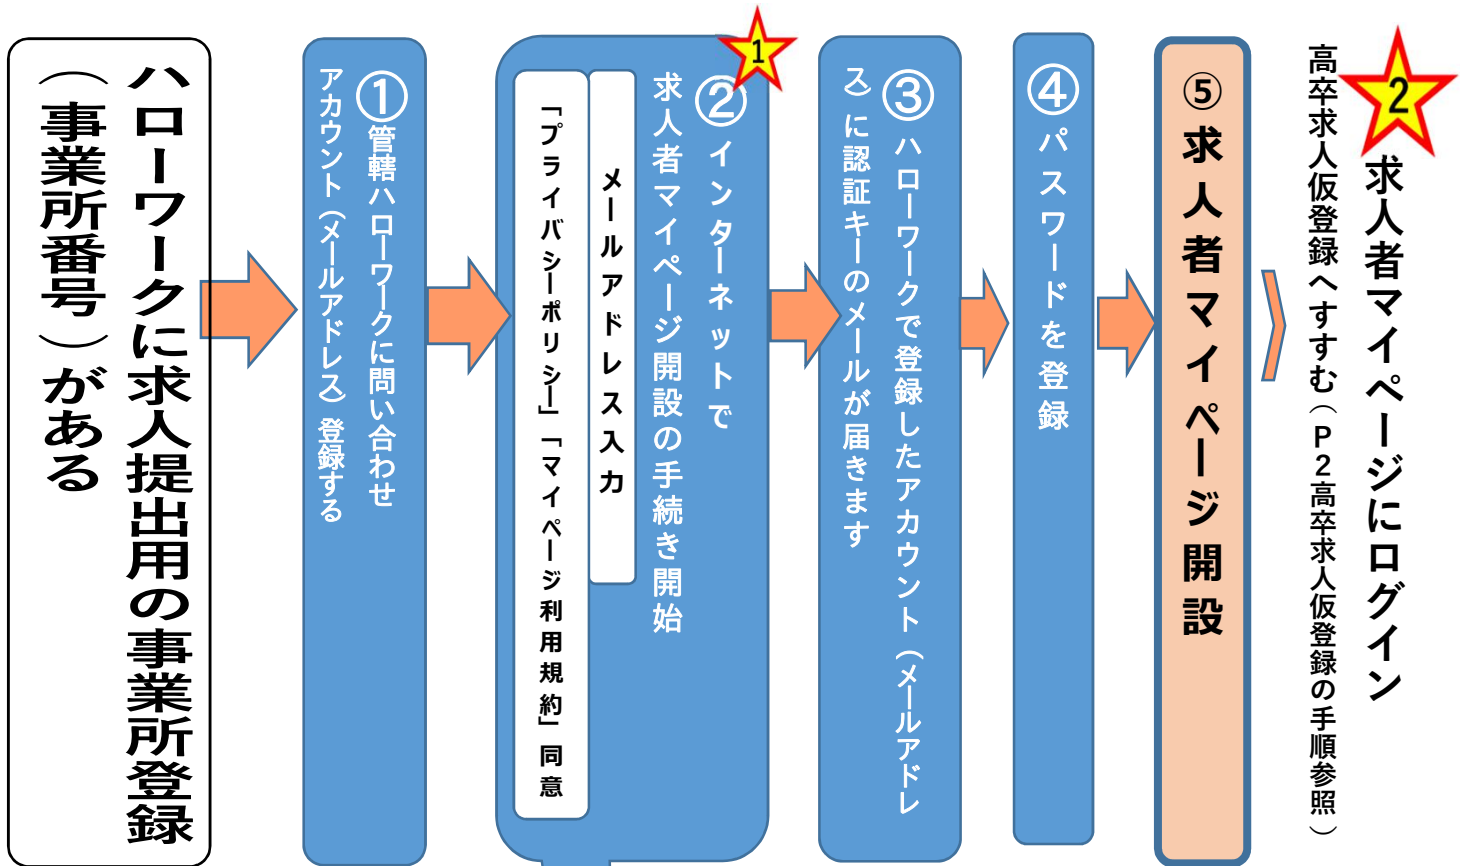 ハローワークに求人提出用の事業所登録
（事業所番号）がある
①管轄ハローワークに問い合わせ
アカウント（メールアドレス）登録する
1
②インターネットで
求人者マイページ開設の手続き開始
メールアドレス入力
「プライバシーポリシー」「マイページ利用規約」同意
③ハローワークで登録したアカウント（メールアドレ
ス）に認証キーのメールが届きます
④パスワードを登録
⑤求人者マイページ開設
2
求人者マイページにログイン
高卒求人仮登録へすすむ（P2高卒求人仮登録の手順参照）